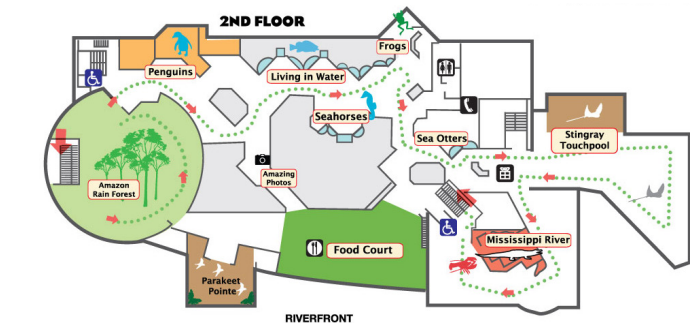 2ND FLOOR
Frogs
Penguins
Living in Water
Seahorses
Sea Otters
Stingray
Touchpool
Amazing
Photos
Amazon
Rain Forest
Mississippi River
Food Court
Parakeet
Pointe
RIVERFRONT